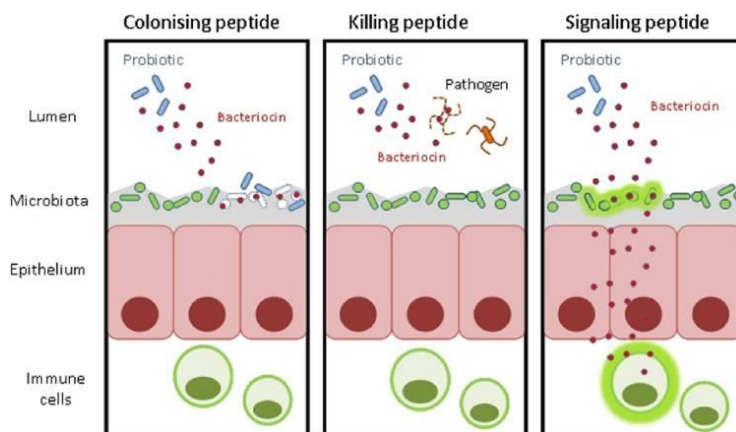 Colonising peptide
Killing peptide
Signaling peptide
Probiotic
Probiotic
Probiotic
Pathogen
Lumen
Bacteriocin
Bacteriocin
Bacteriocin
Microbiota
Epithelium
Immune
cells